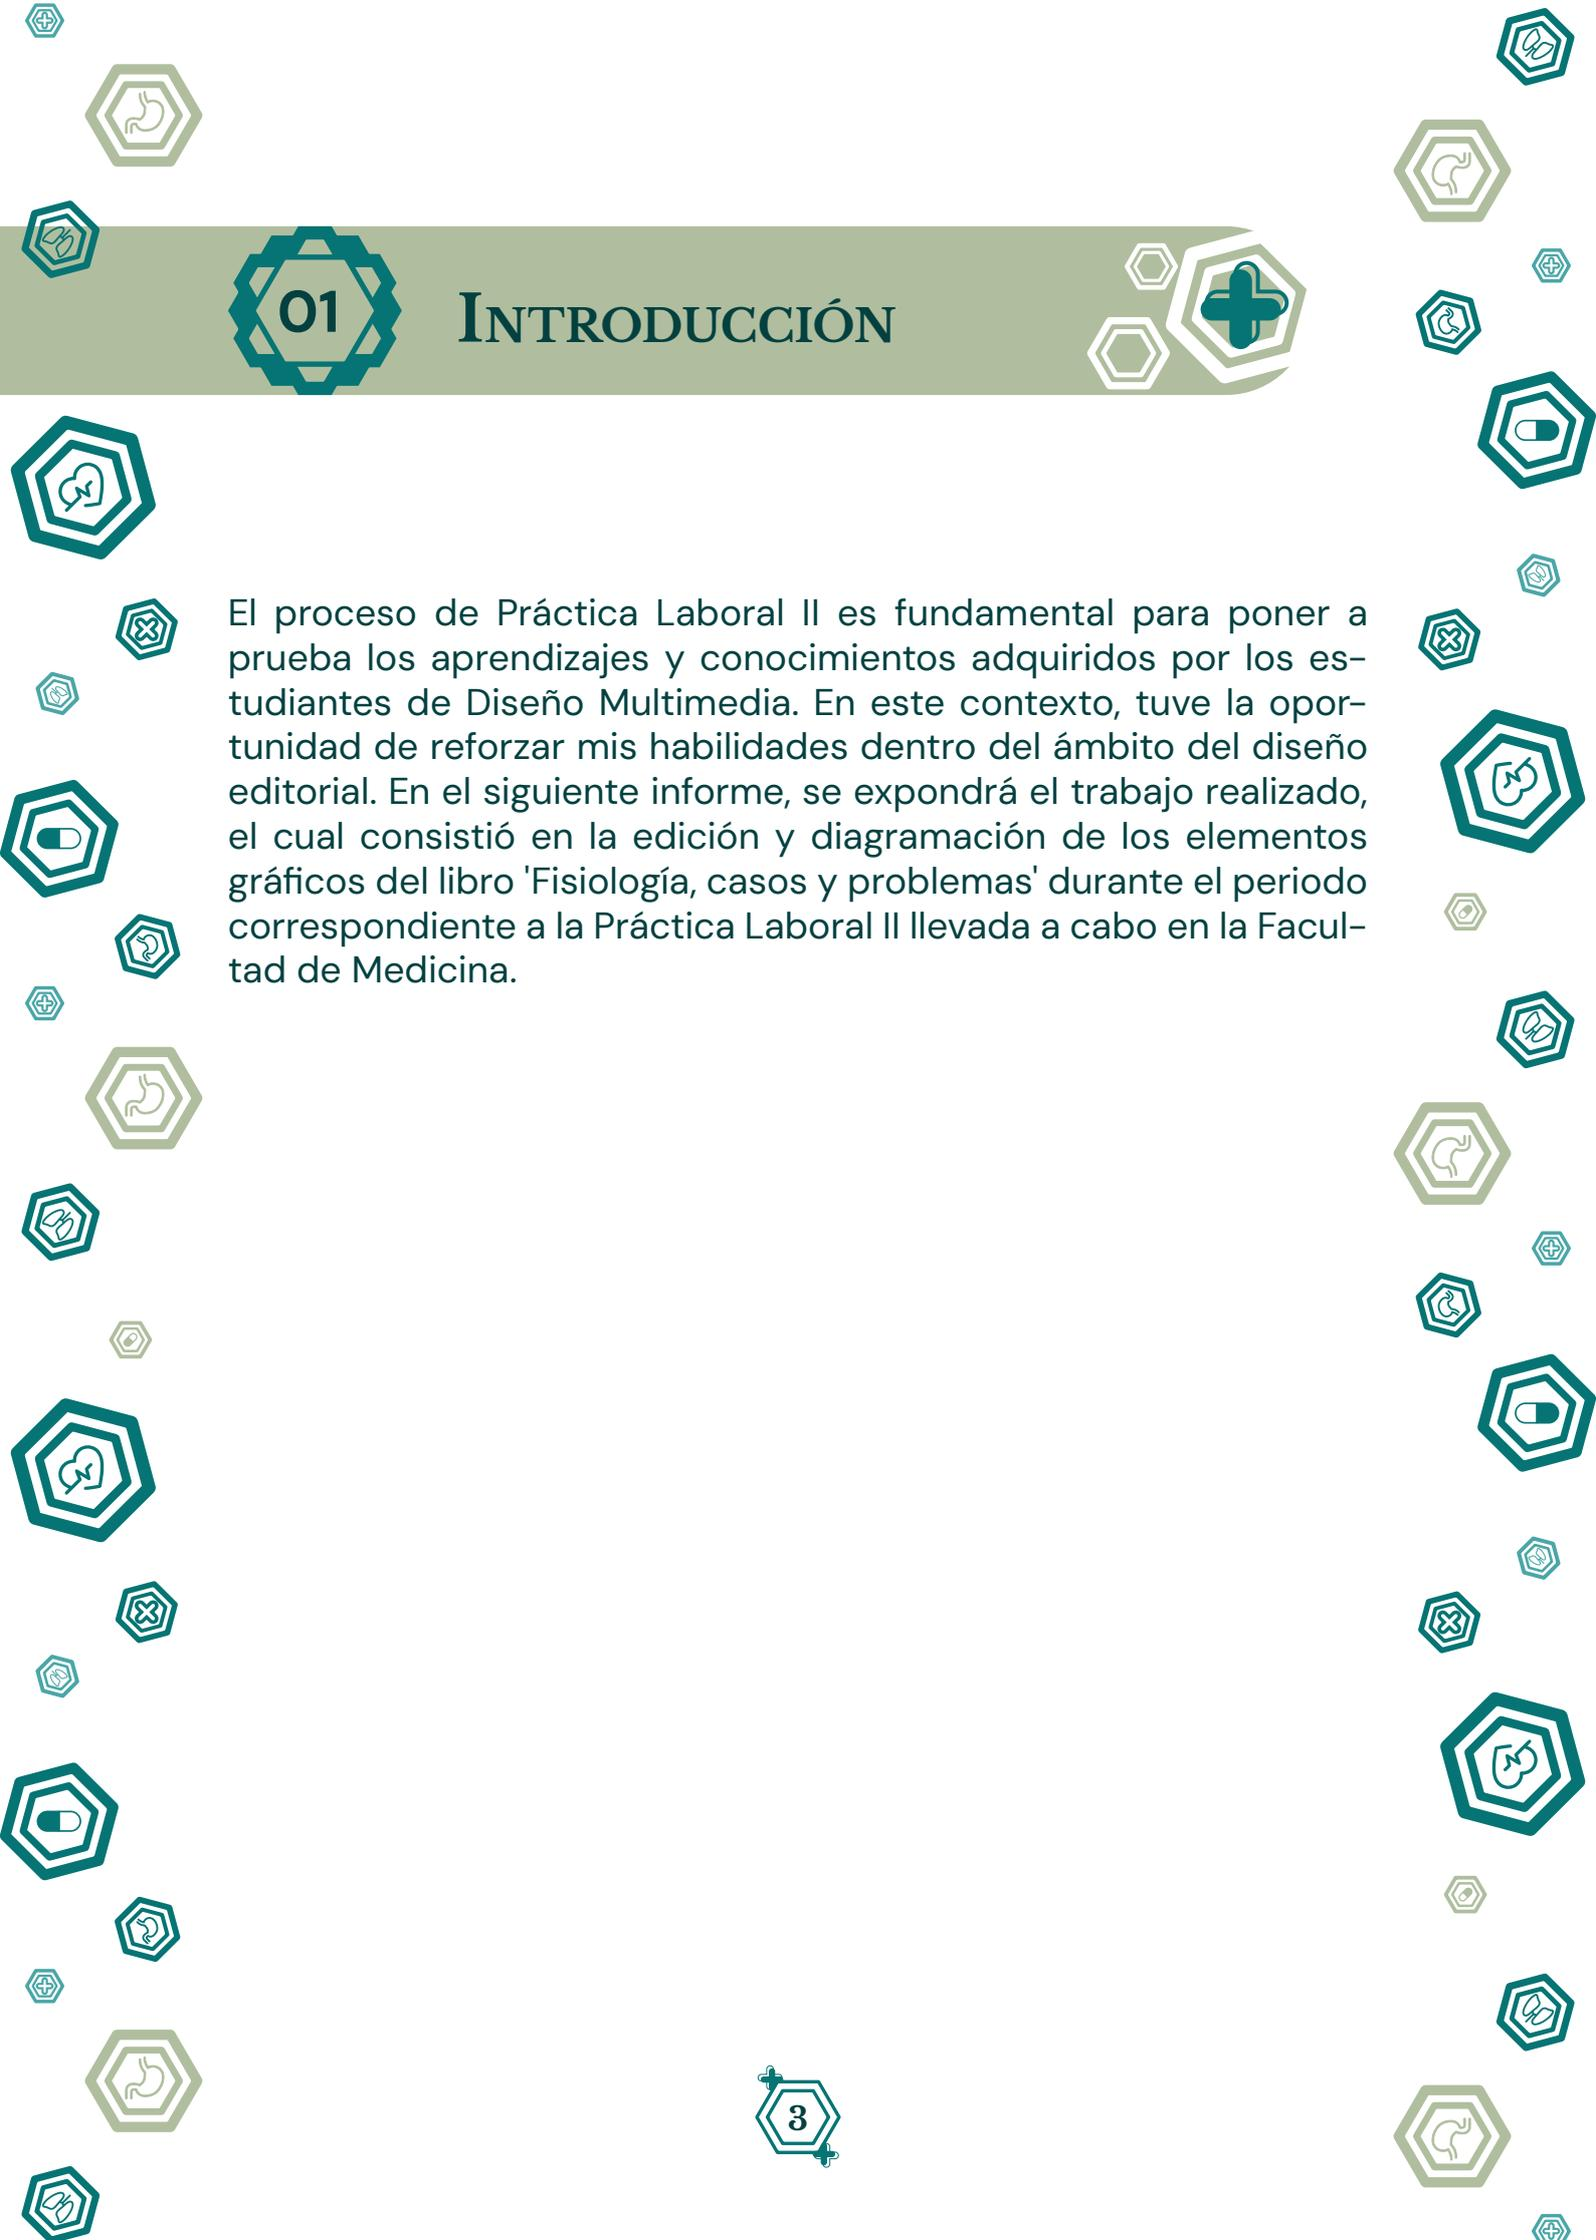 01
Introducción
El proceso de Práctica Laboral II es fundamental para poner a
prueba los aprendizajes y conocimientos adquiridos por los es-
tudiantes de Diseño Multimedia. En este contexto, tuve la opor-
tunidad de reforzar mis habilidades dentro del ámbito del diseño
editorial. En el siguiente informe, se expondrá el trabajo realizado,
el cual consistió en la edición y diagramación de los elementos
gráficos del libro 'Fisiología, casos y problemas' durante el periodo
correspondiente a la Práctica Laboral II llevada a cabo en la Facul-
tad de Medicina.
3